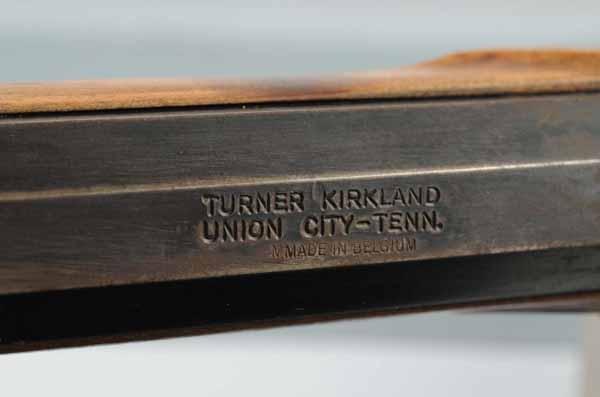 TURNER KIRKLAND
UNION CITY-TENN.
MADE IN BELGIUM